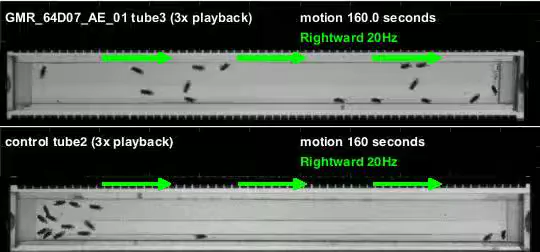 GMR_64D07_AE_01 tube3 (3x playback)
motion 160.0 seconds
Rightward 20Hz
control tube2 (3x playback)
motion 160 seconds
Rightward 20Hz